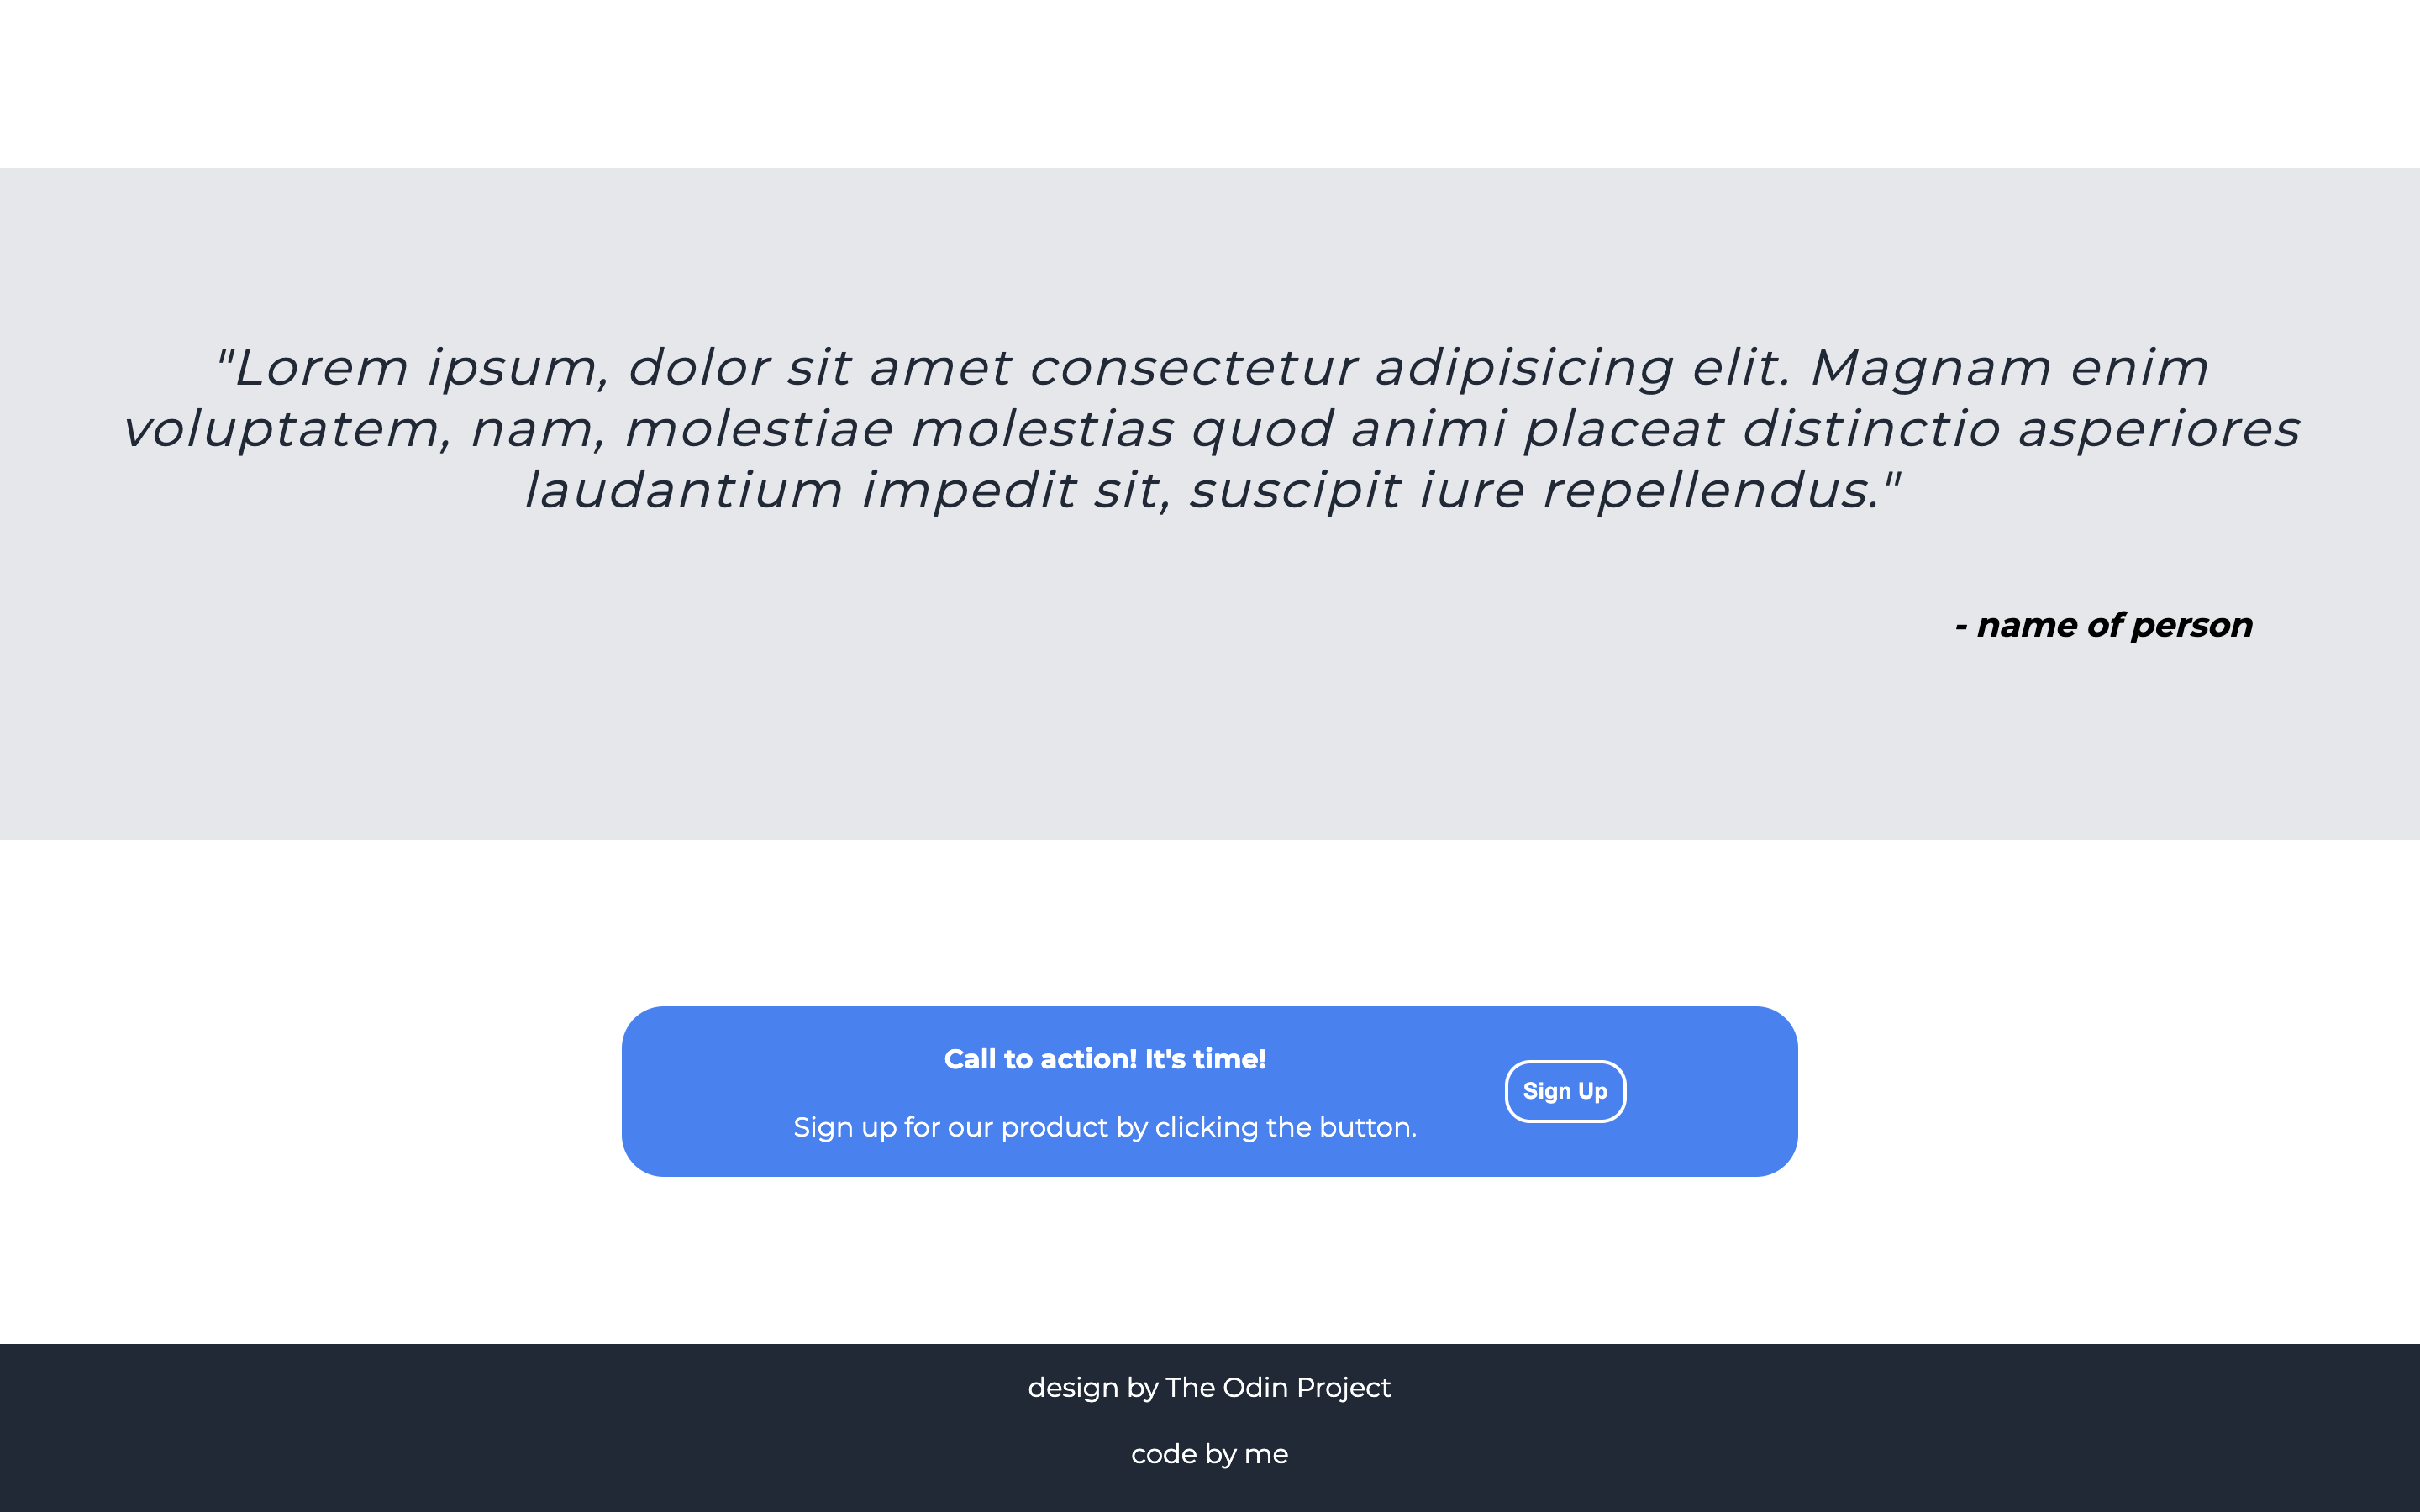 "Lorem ipsum, dolor sit amet consectetur adipisicing elit. Magnam enim
voluptatem, nam, molestiae molestias quod animi placeat distinctio asperiores
laudantium impedit sit, suscipit iure repellendus."
- name of person
Call to action! It's time!
Sign up for our product by clicking the button.
Sign Up
design by The Odin Project
code by me